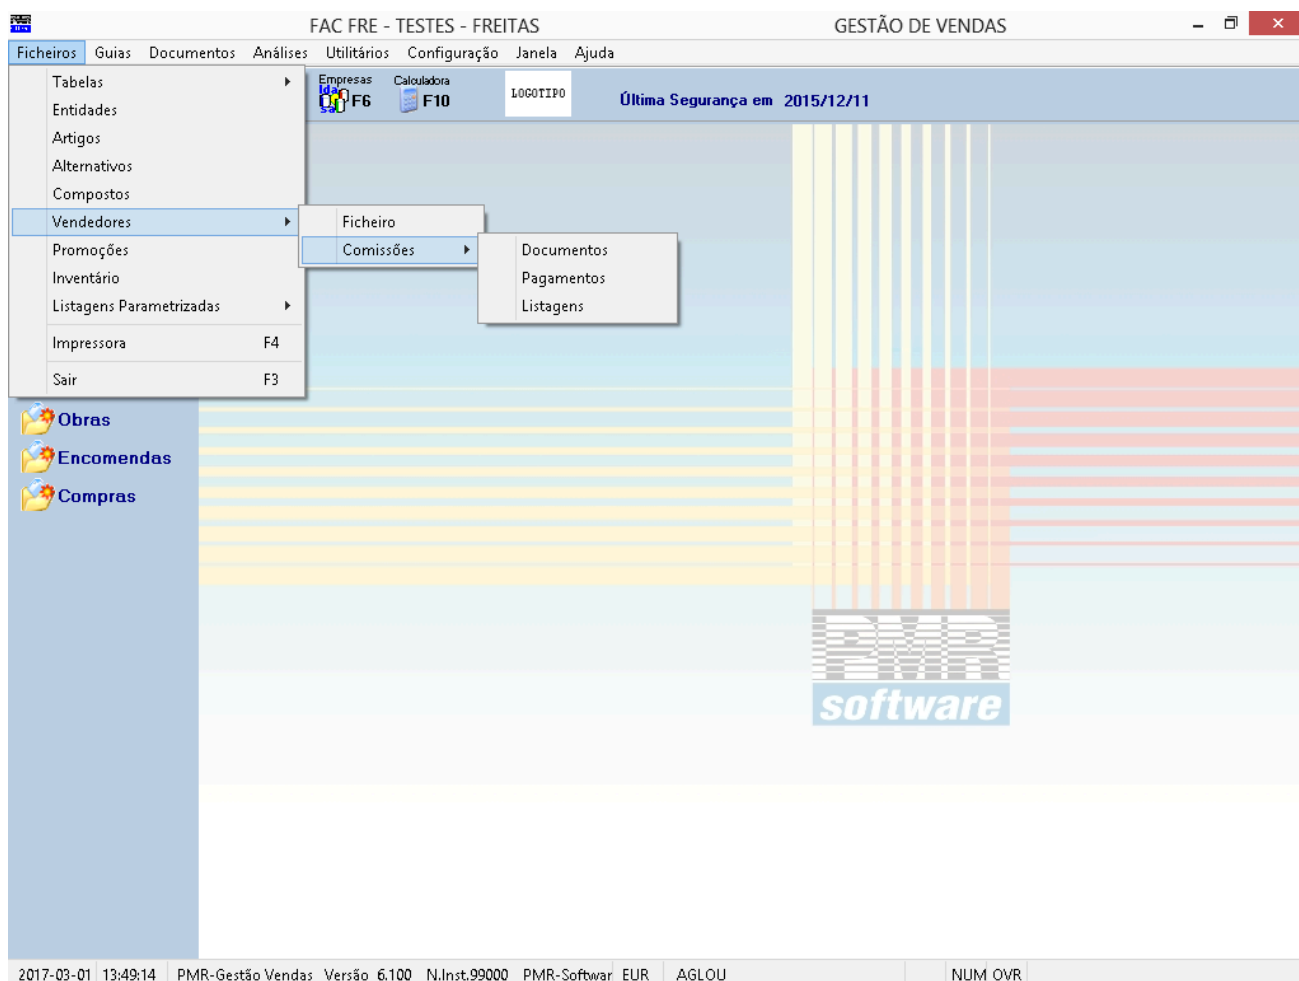 FAC FRE - TESTES - FREITAS GESTÃO DE VENDAS
Ficheiros Guias Documentos Análises Utilitários Configuração Janela Ajuda
Tabelas
Entidades
Artigos
Alternativos
Compostos
Vendedores
Promoções
Inventário
Listagens Parametrizadas
Impressora F4
Sair F3
Ficheiro
Comissões
Documentos
Pagamentos
Listagens
Empresas
F6
Calculadora
F10
LOGOTIPO
Última Segurança em 2015/12/11
Obras
Encomendas
Compras
PMR
software
2017-03-01 13:49:14 PMR-Gestão Vendas Versão 6.100 N.Inst.99000 PMR-Softwar EUR AGLOU NUM OVR